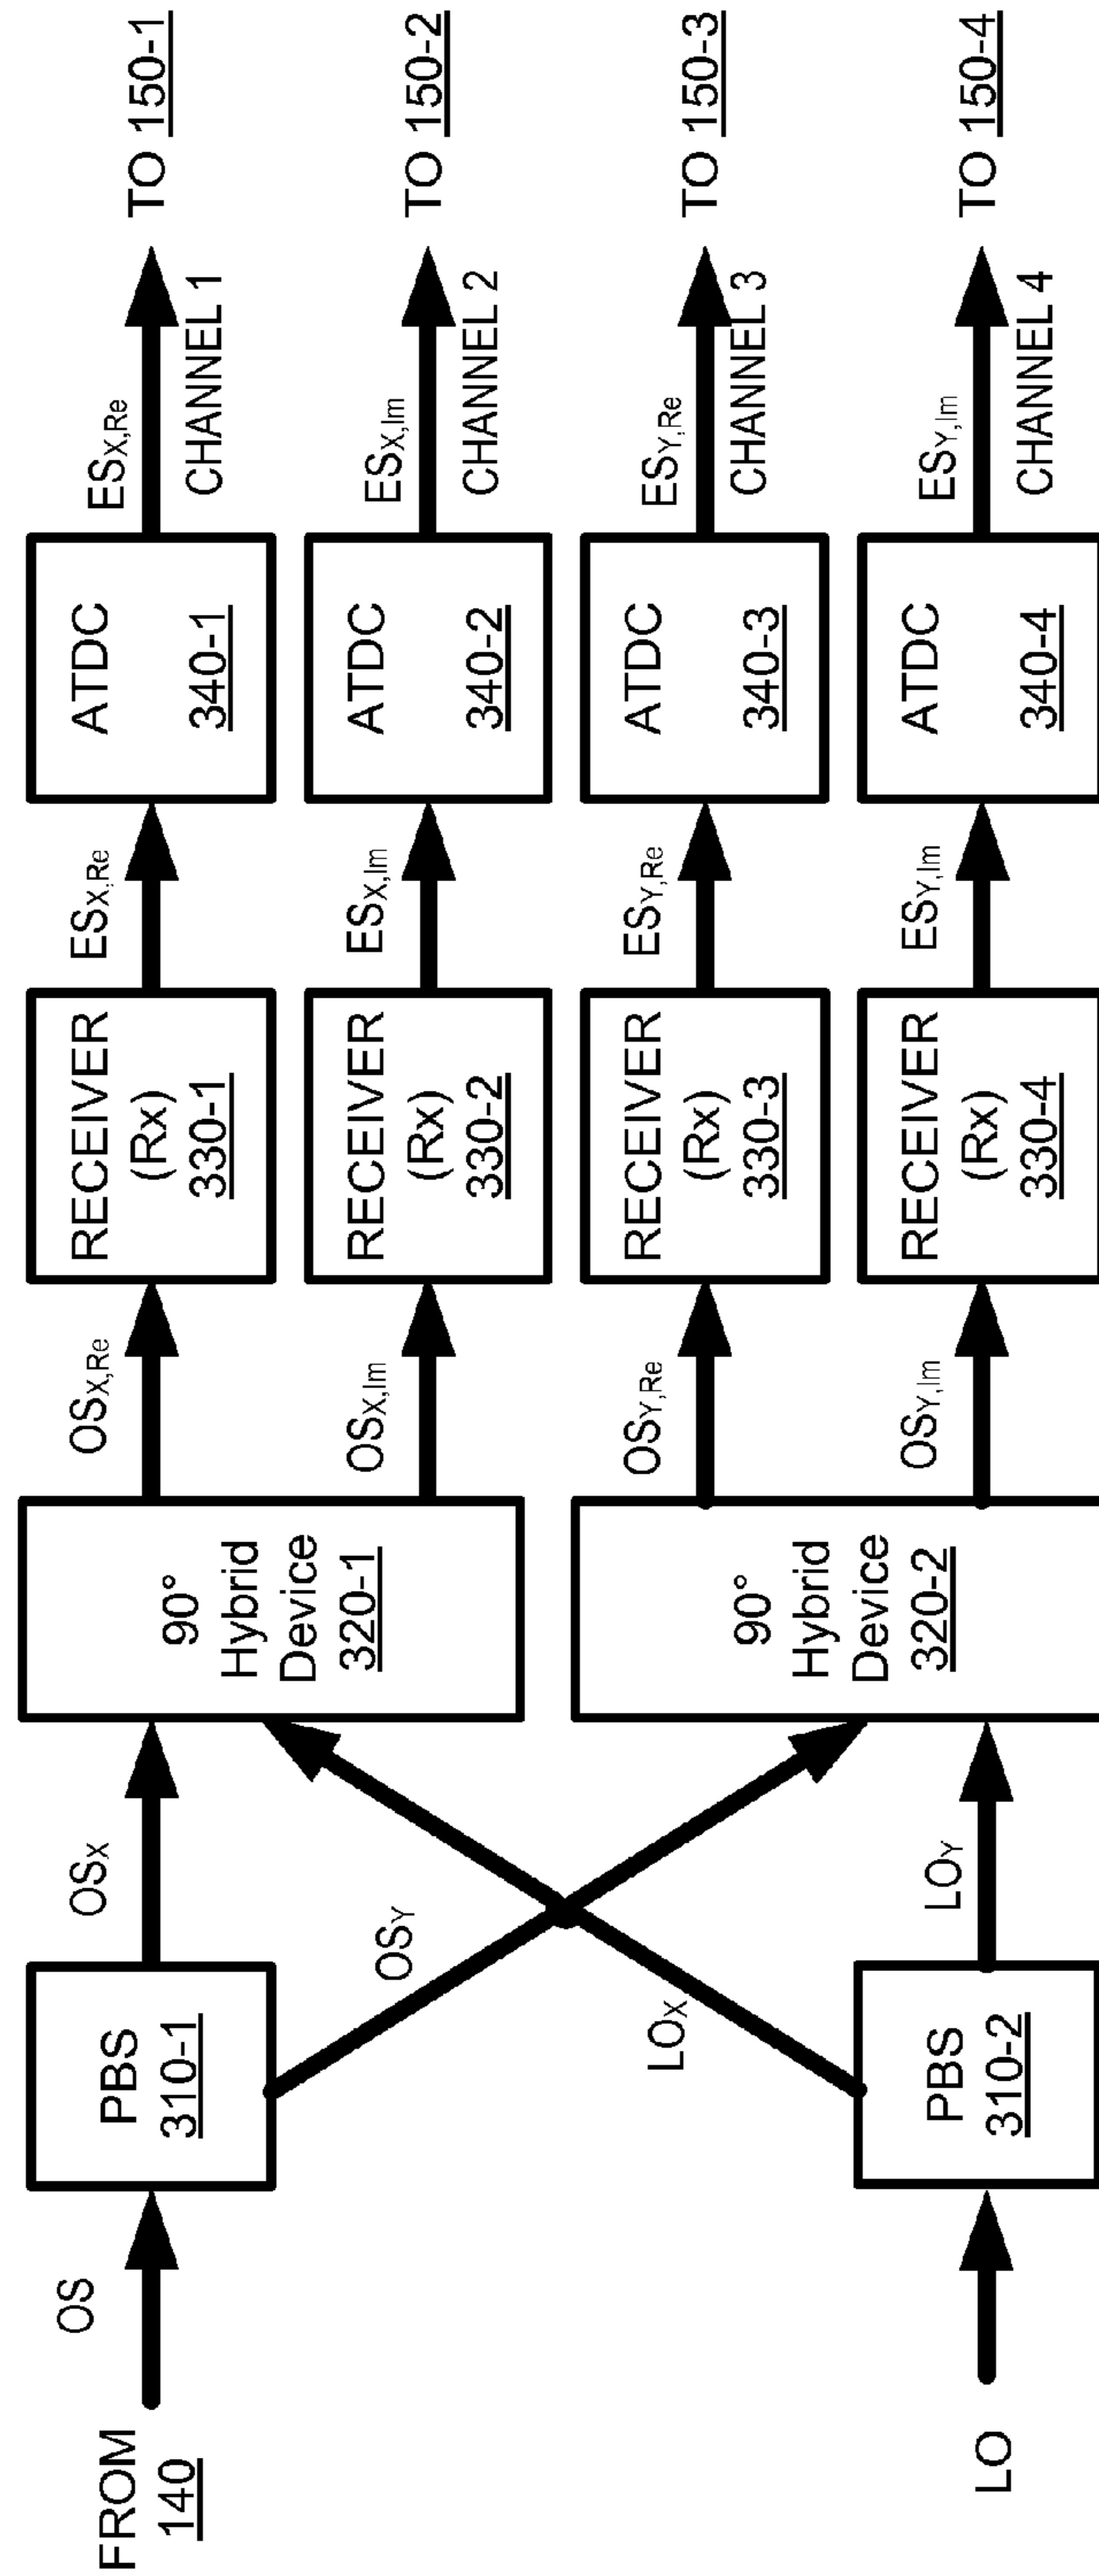 FROM
140
OS
PBS
310-1
OSX
OSY
90°
Hybrid
Device
320-1
OSX,Re
RECEIVER
(Rx)
330-1
ESX,Re
ATDC
340-1
ESX,Re
CHANNEL 1
TO 150-1
OSX,Im
RECEIVER
(Rx)
330-2
ESX,Im
ATDC
340-2
ESX,Im
CHANNEL 2
TO 150-2
LO
PBS
310-2
LOX
LOY
90°
Hybrid
Device
320-2
OSY,Re
RECEIVER
(Rx)
330-3
ESY,Re
ATDC
340-3
ESY,Re
CHANNEL 3
TO 150-3
OSY,Im
RECEIVER
(Rx)
330-4
ESY,Im
ATDC
340-4
ESY,Im
CHANNEL 4
TO 150-4